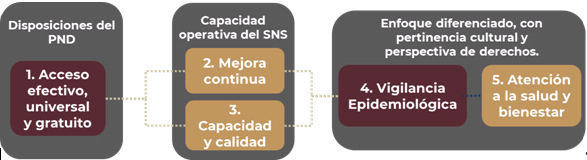 Disposiciones del
PND
1. Acceso
efectivo,
universal
y gratuito
Capacidad
operativa del SNS
2. Mejora
continua
3.
Capacidad
y calidad
Enfoque diferenciado, con
pertinencia cultural y
perspectiva de derechos.
4. Vigilancia
Epidemiológica
5. Atención
a la salud y
bienestar